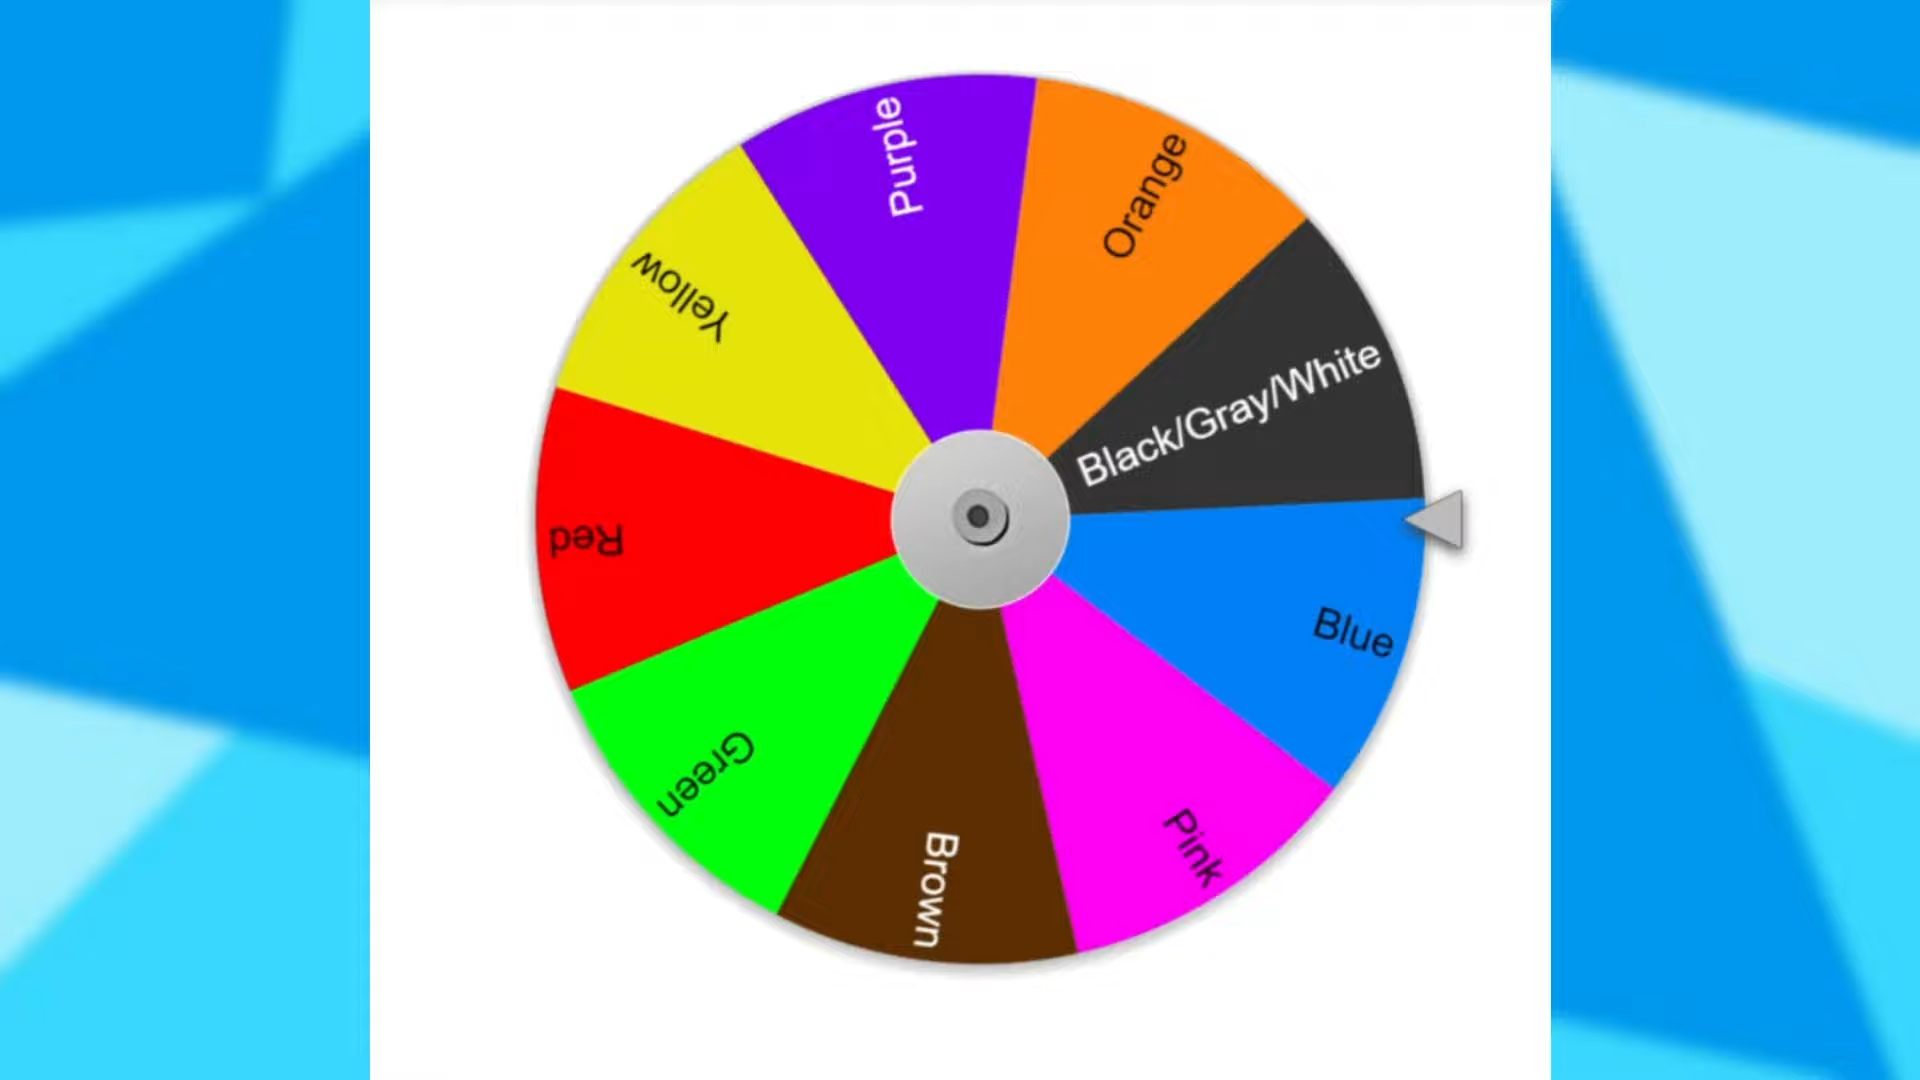 Purple
Orange
Yellow
Black/Gray/White
Red
Blue
Green
Pink
Brown